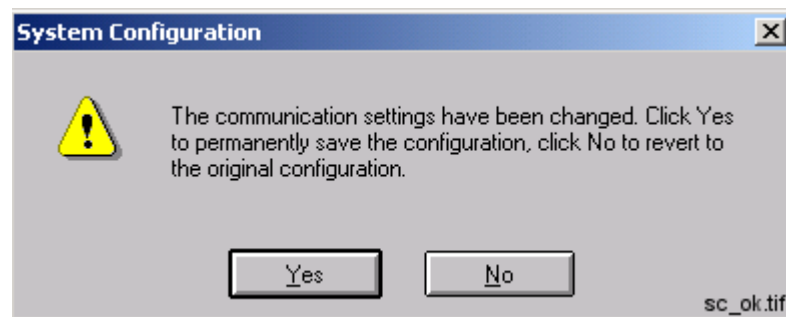 System Configuration
The communication settings have been changed. Click Yes
to permanently save the configuration, click No to revert to
the original configuration.
Yes
No
sc_ok.tif